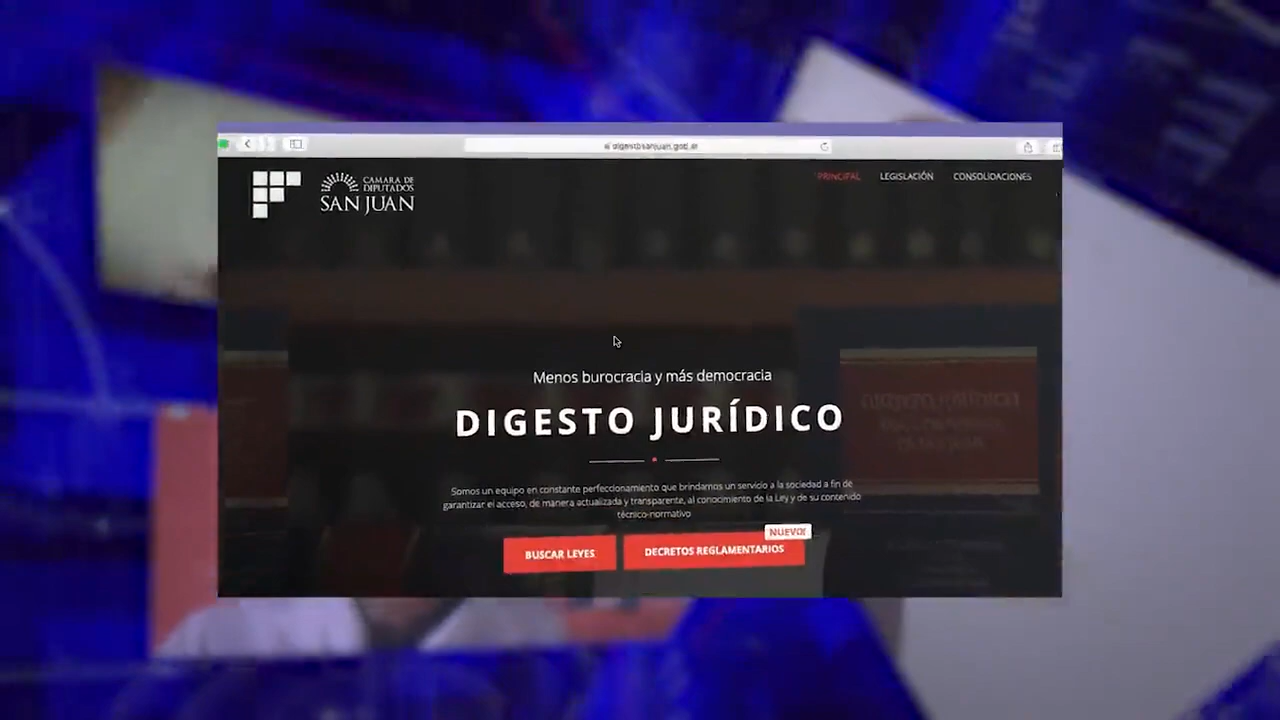 digestosanjuan.gob.ar
CÁMARA DE
DIPUTADOS
SAN JUAN
PRINCIPAL
LEGISLACIÓN
CONSOLIDACIONES
Menos burocracia y más democracia
DIGESTO JURÍDICO
Somos un equipo en constante perfeccionamiento que brindamos un servicio a la sociedad a fin de
garantizar el acceso, de manera actualizada y transparente, al conocimiento de la Ley y de su contenido
técnico-normativo
NUEVO!
BUSCAR LEYES
DECRETOS REGLAMENTARIOS